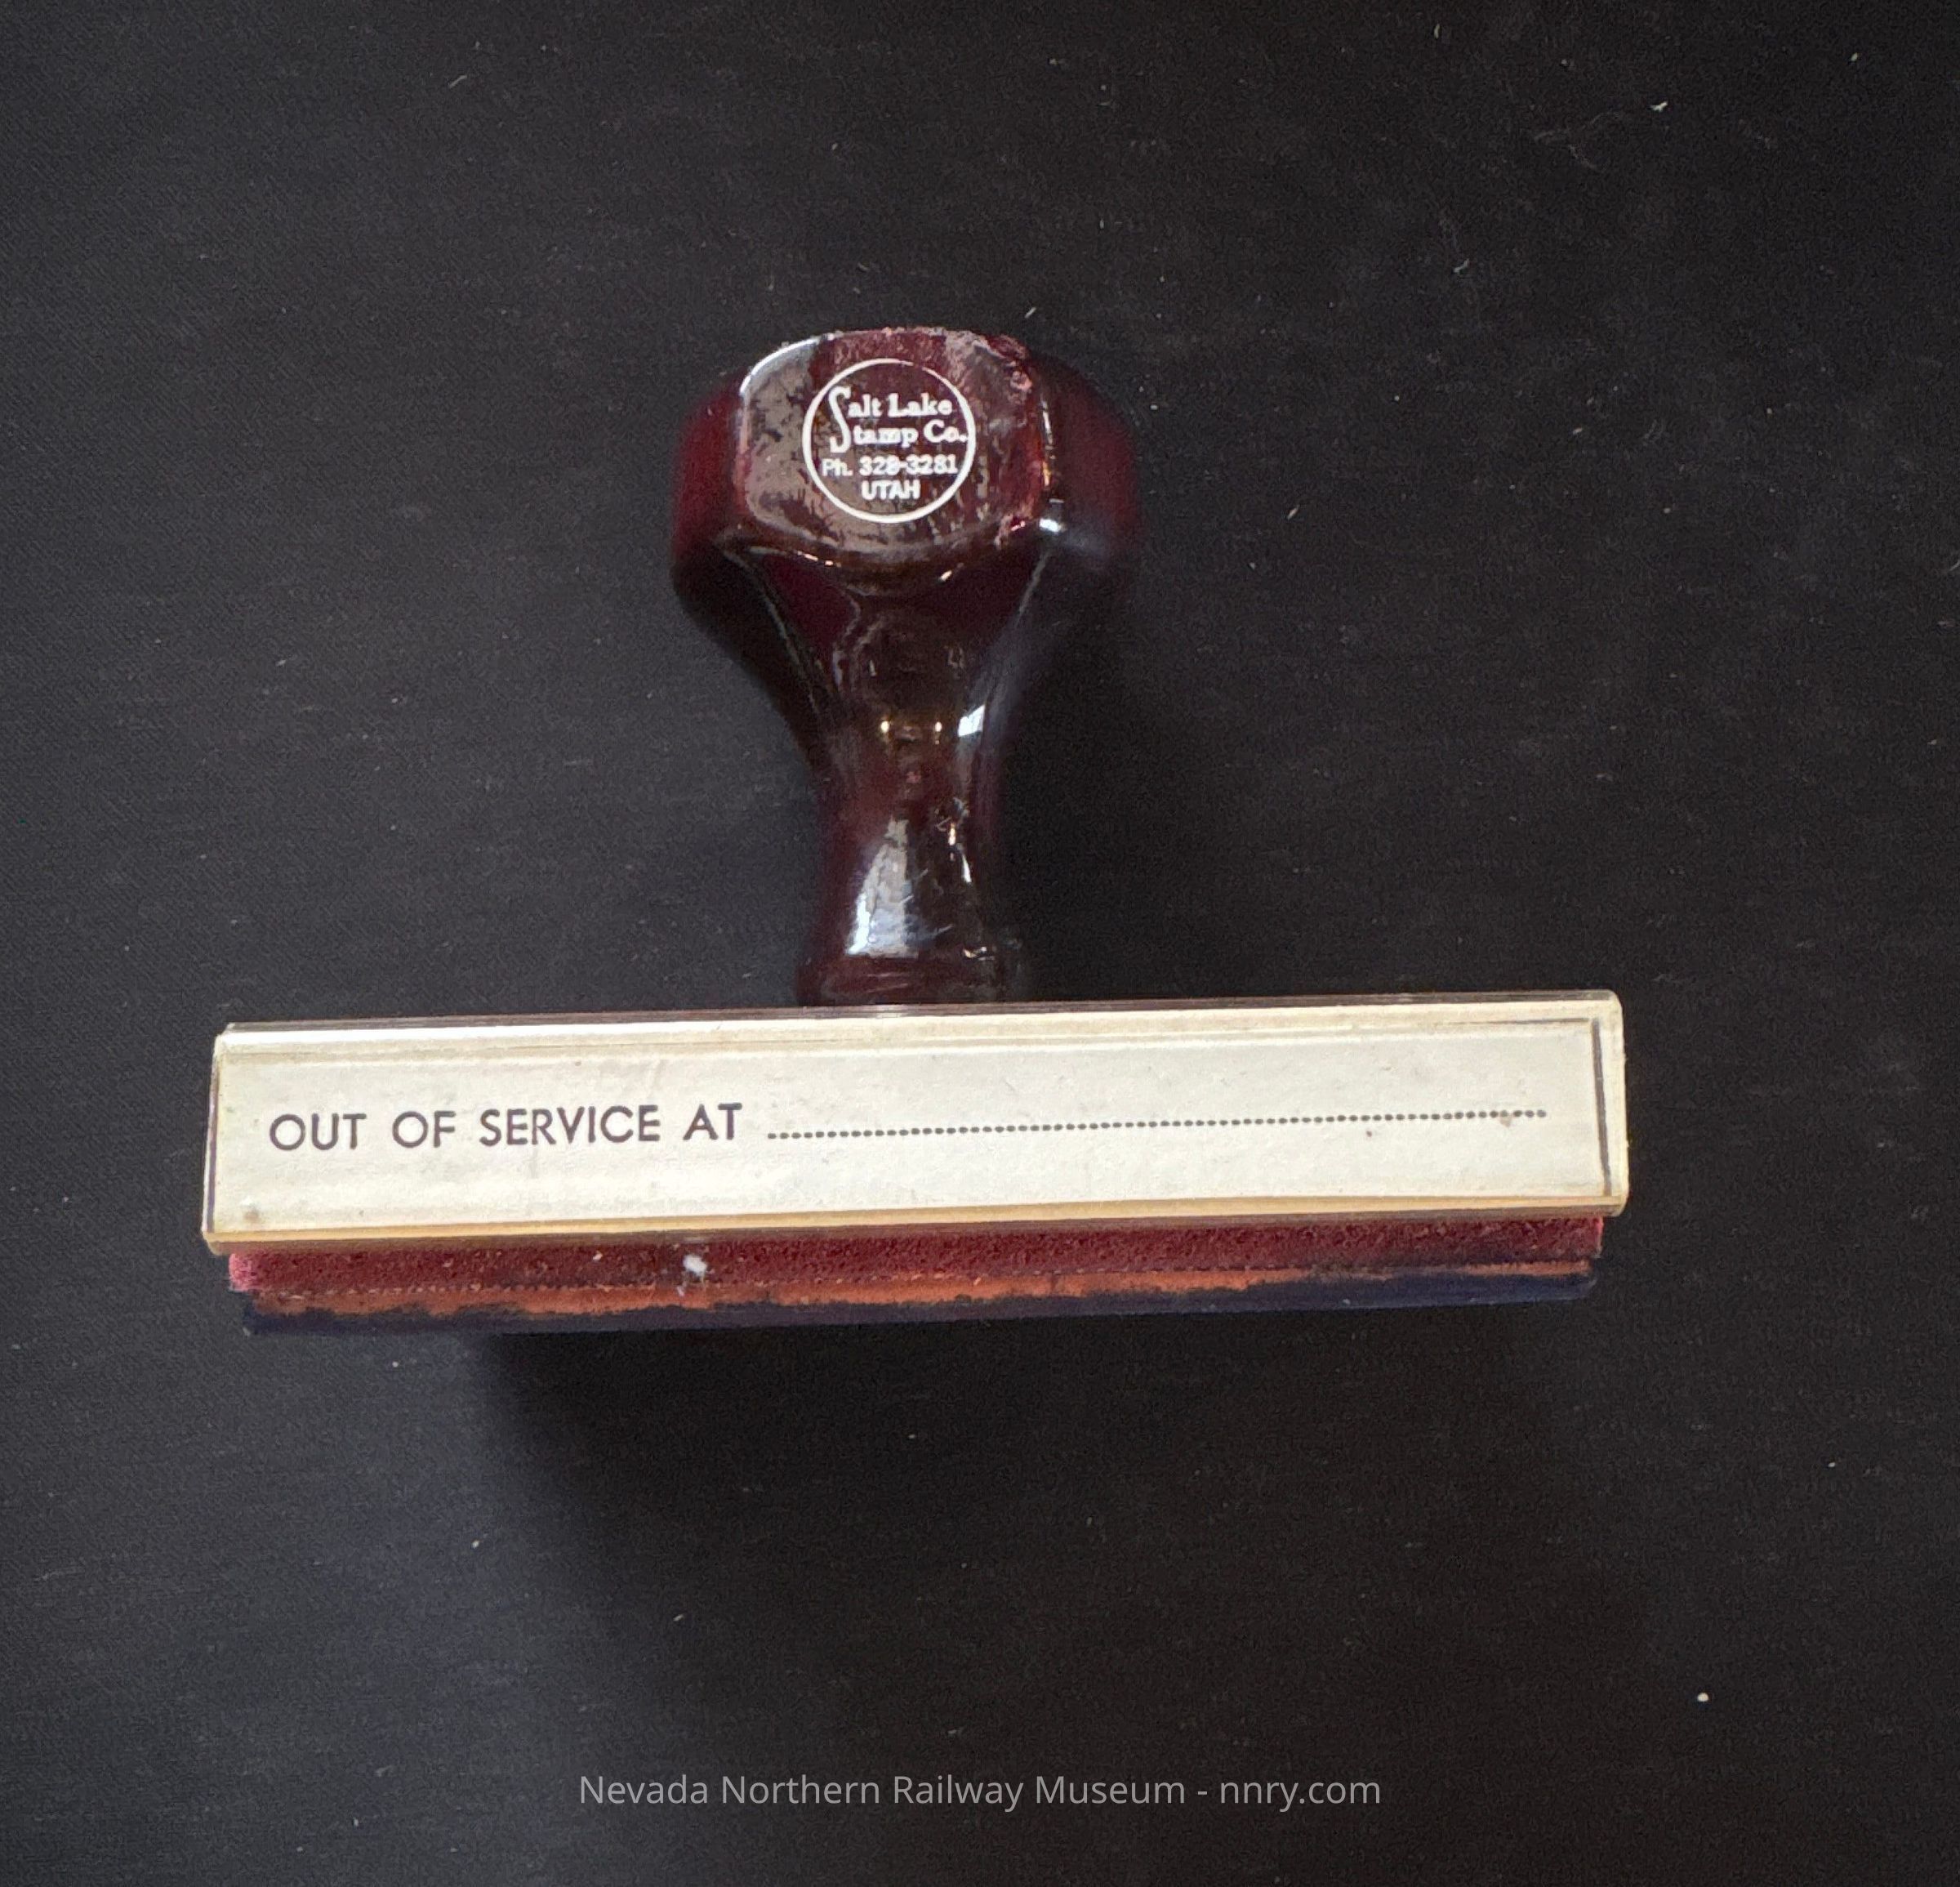 Salt Lake
Stamp Co.
Ph. 328-3281
UTAH
OUT OF SERVICE AT ........................................
Nevada Northern Railway Museum - nnry.com